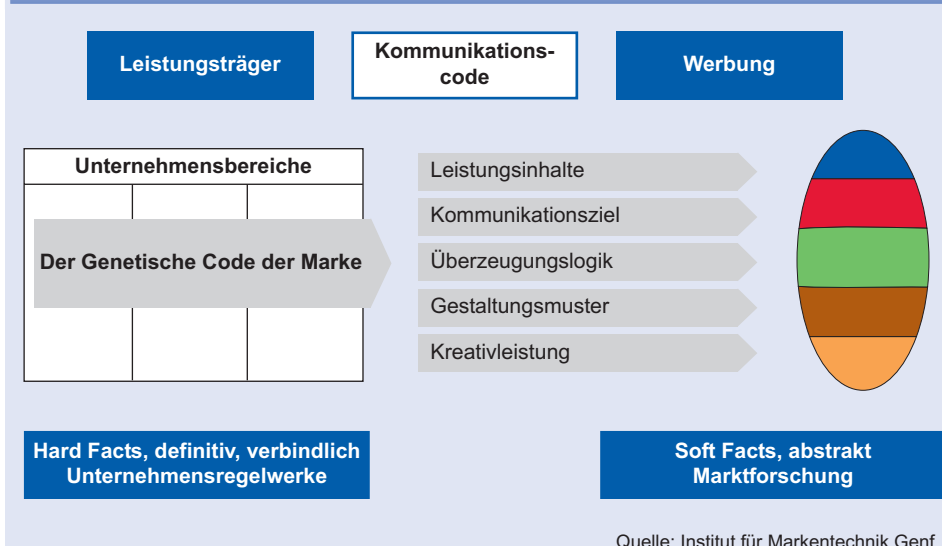 Leistungsträger
Kommunikations-
code
Werbung
Unternehmensbereiche
Der Genetische Code der Marke
Leistungsinhalte
Kommunikationsziel
Überzeugungslogik
Gestaltungsmuster
Kreativleistung
Hard Facts, definitiv, verbindlich
Unternehmensregelwerke
Soft Facts, abstrakt
Marktforschung
Quelle: Institut für Markentechnik Genf